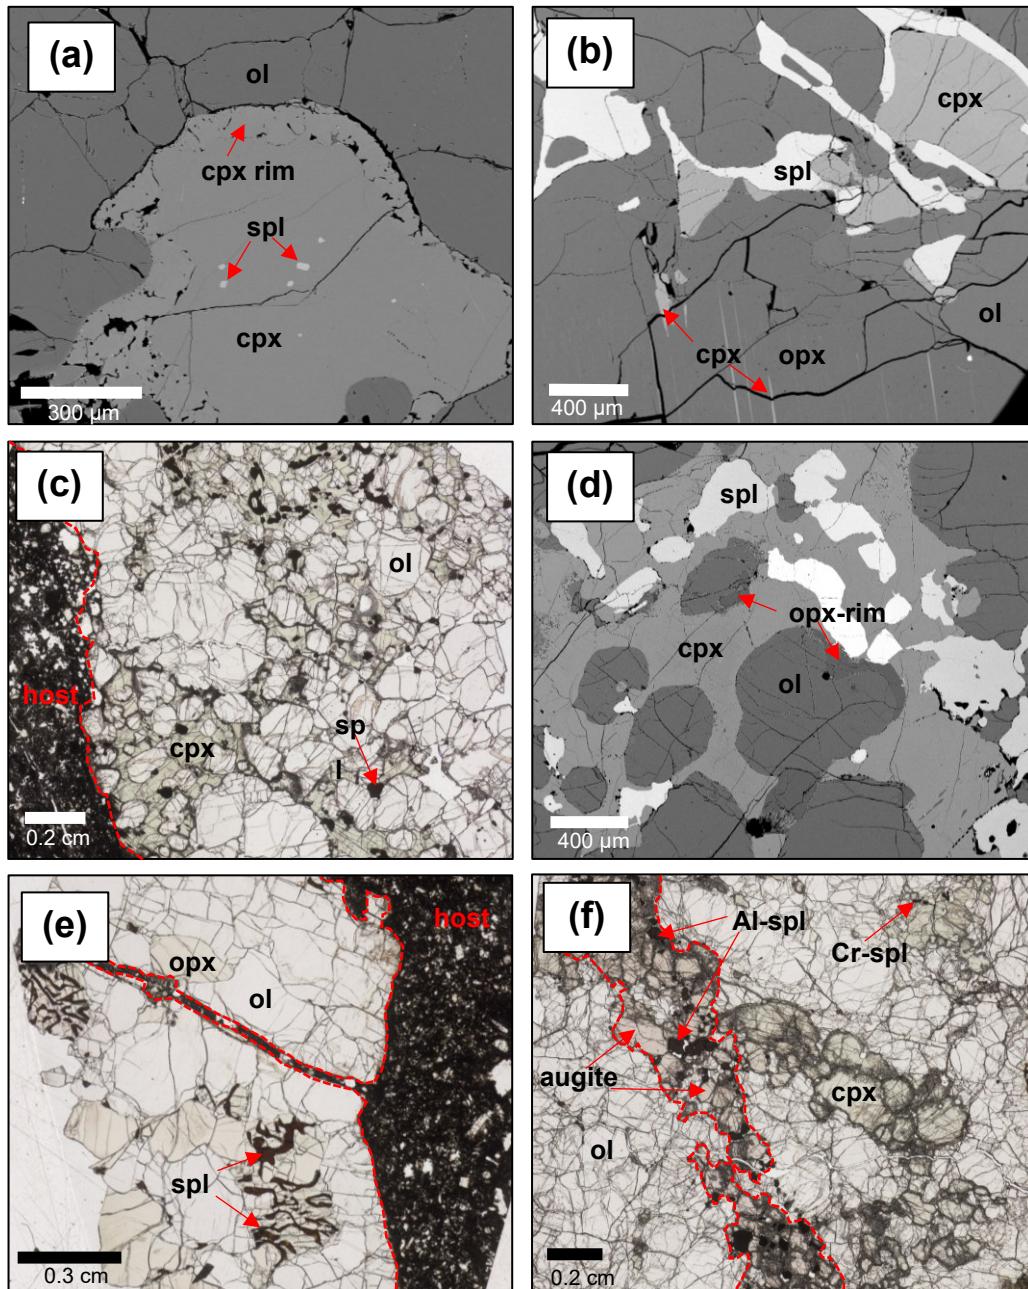 (a)
ol
cpx rim
spl
cpx
300 µm
(b)
cpx
spl
ol
cpx
opx
400 µm
(c)
ol
host
cpx
sp
l
0.2 cm
(d)
spl
opx-rim
cpx
ol
400 µm
(e)
host
opx
ol
spl
0.3 cm
(f)
Al-spl
Cr-spl
augite
cpx
ol
0.2 cm